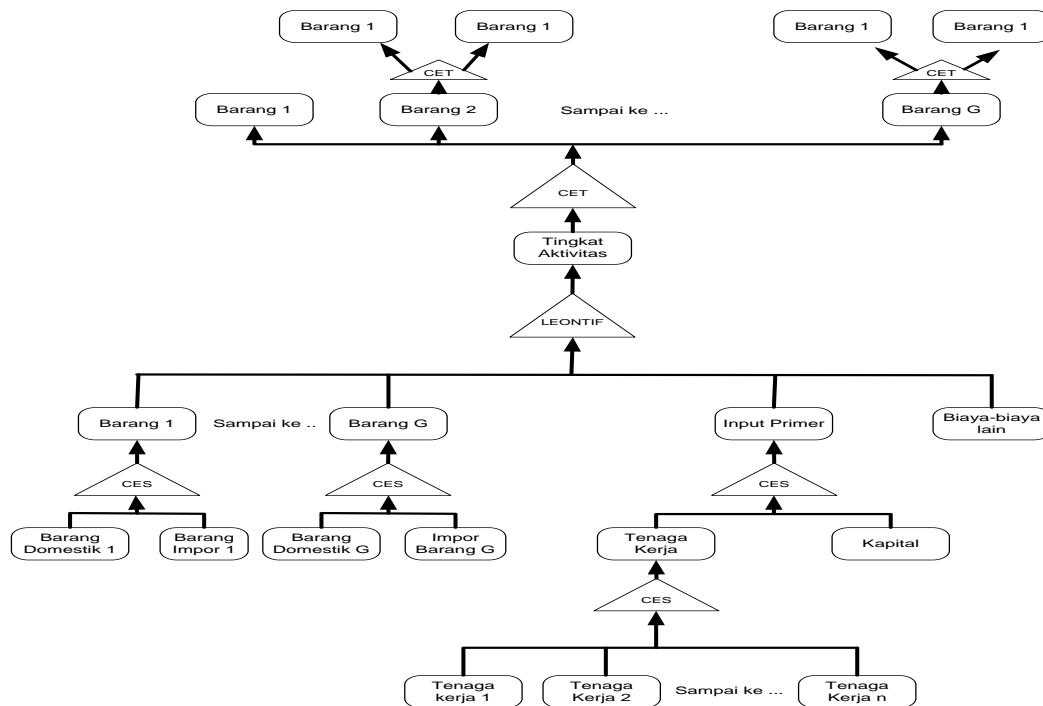 Barang 1
Barang 1
Barang 1
Barang 1
CET
CET
Barang 1
Barang 2
Sampai ke ...
Barang G
CET
Tingkat
Aktivitas
LEONTIF
Barang 1
Sampai ke ..
Barang G
Input Primer
Biaya-biaya
lain
CES
CES
CES
Barang
Domestik 1
Barang
Impor 1
Barang
Domestik G
Impor
Barang G
Tenaga
Kerja
Kapital
CES
Tenaga
kerja 1
Tenaga
Kerja 2
Sampai ke ...
Tenaga
Kerja n